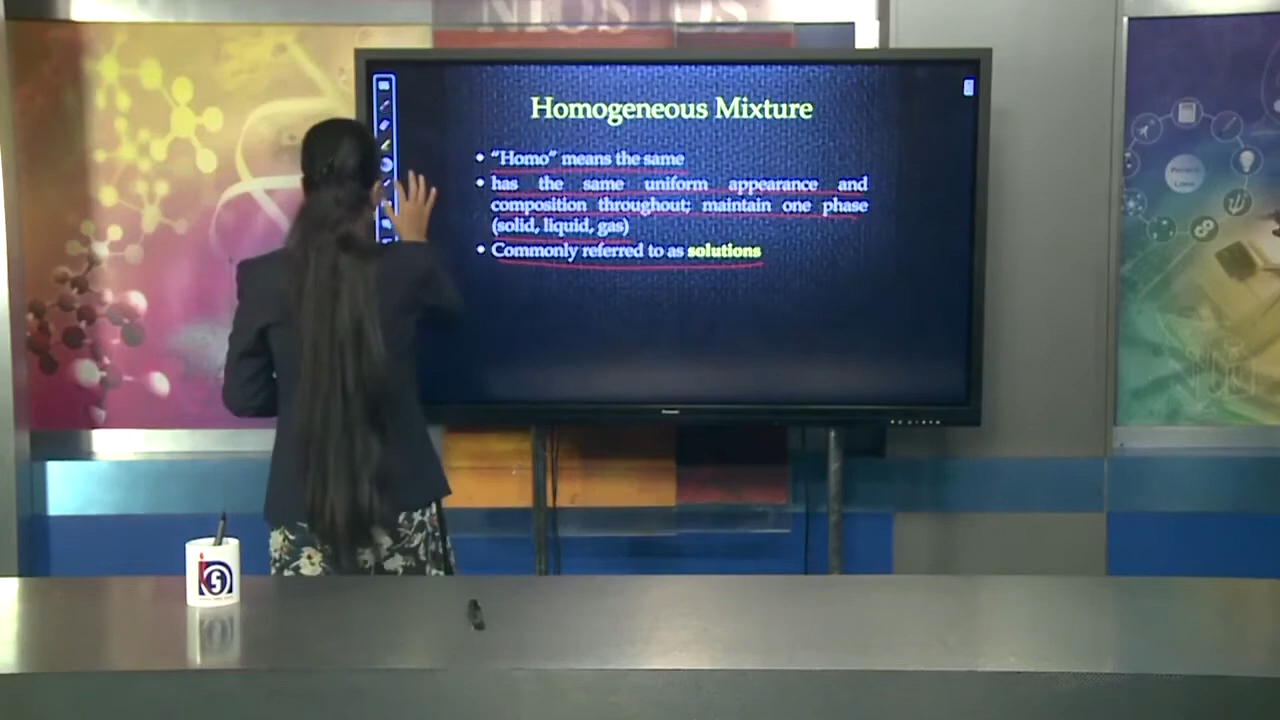 Homogeneous Mixture
• “Homo” means the same
• has the same uniform appearance and
composition throughout; maintain one phase
(solid, liquid, gas)
• Commonly referred to as solutions